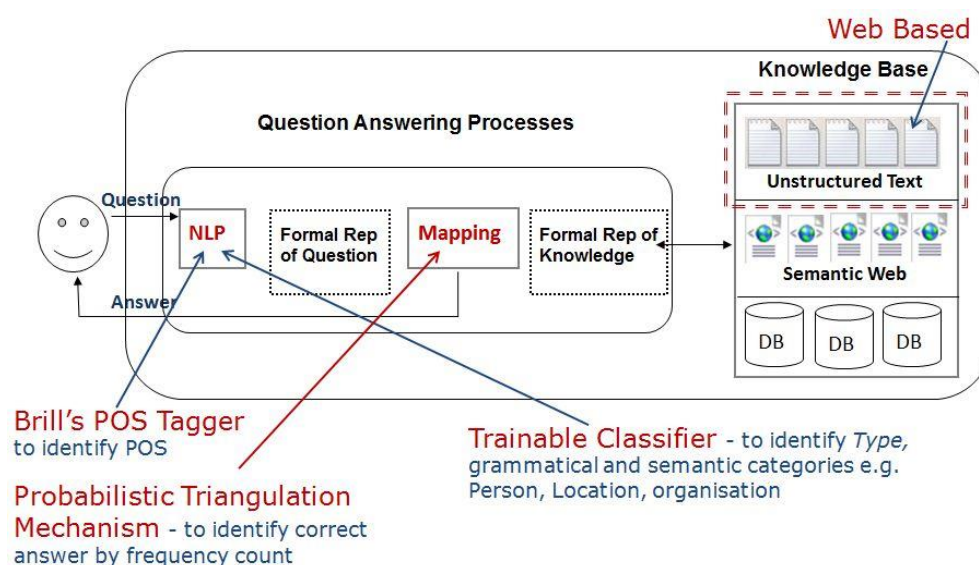 Web Based
Knowledge Base
Question Answering Processes
Unstructured Text
Question
NLP
Formal Rep
of Question
Mapping
Formal Rep of
Knowledge
Semantic Web
Answer
DB
DB
DB
Brill's POS Tagger
to identify POS
Trainable Classifier - to identify Type,
grammatical and semantic categories e.g.
Person, Location, organisation
Probabilistic Triangulation
Mechanism - to identify correct
answer by frequency count